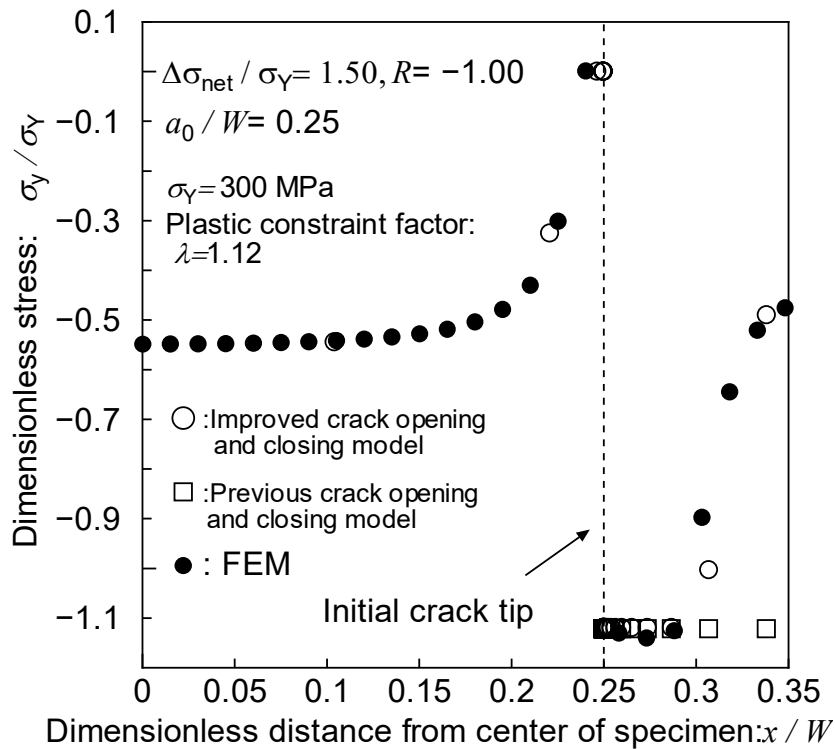 0.1
Δσnet / σY= 1.50, R= −1.00
−0.1
a0 / W= 0.25
σY= 300 MPa
−0.3
Plastic constraint factor:
λ=1.12
−0.5
Dimensionless stress: σy / σY
−0.7
:Improved crack opening
and closing model
:Previous crack opening
−0.9
and closing model
: FEM
Initial crack tip
−1.1
0 0.05 0.1 0.15 0.2 0.25 0.3 0.35
Dimensionless distance from center of specimen:x / W